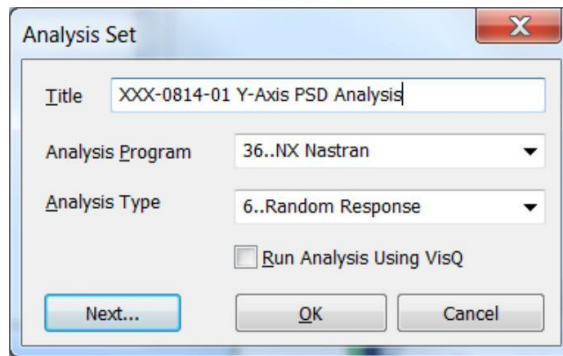 Analysis Set
Title XXX-0814-01 Y-Axis PSD Analysis
Analysis Program 36..NX Nastran
Analysis Type 6..Random Response
Run Analysis Using VisQ
Next... OK Cancel